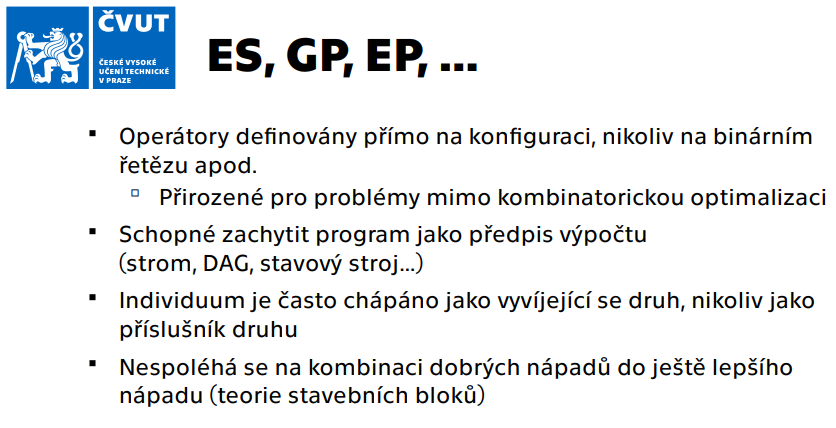 ČVUT
ČESKÉ VYSOKÉ
UČENÍ TECHNICKÉ
V PRAZE
ES, GP, EP, ...
Operátory definovány přímo na konfiguraci, nikoliv na binárním
řetězu apod.
Přirozené pro problémy mimo kombinatorickou optimalizaci
Schopné zachytit program jako předpis výpočtu
(strom, DAG, stavový stroj...)
Individuum je často chápáno jako vyvíjející se druh, nikoliv jako
příslušník druhu
Nespoléhá se na kombinaci dobrých nápadů do ještě lepšího
nápadu (teorie stavebních bloků)